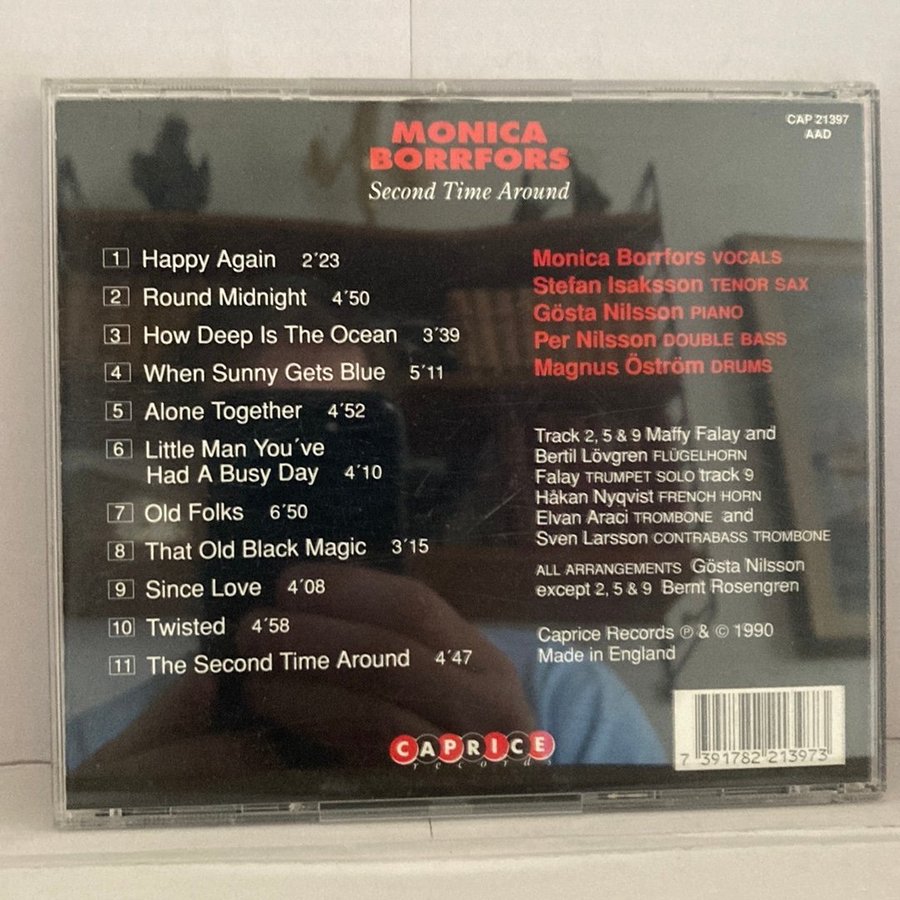 MONICA
BORRFORS
Second Time Around
CAP 21397
AAD
1 Happy Again 2´23
2 Round Midnight 4´50
3 How Deep Is The Ocean 3´39
4 When Sunny Gets Blue 5´11
5 Alone Together 4´52
6 Little Man You´ve
Had A Busy Day 4´10
7 Old Folks 6´50
8 That Old Black Magic 3´15
9 Since Love 4´08
10 Twisted 4´58
11 The Second Time Around 4´47
Monica Borrfors VOCALS
Stefan Isaksson TENOR SAX
Gösta Nilsson PIANO
Per Nilsson DOUBLE BASS
Magnus Öström DRUMS
Track 2, 5 & 9 Maffy Falay and
Bertil Lövgren FLÜGELHORN
Falay TRUMPET SOLO track 9
Håkan Nyqvist FRENCH HORN
Elvan Araci TROMBONE and
Sven Larsson CONTRABASS TROMBONE
ALL ARRANGEMENTS Gösta Nilsson
except 2, 5 & 9 Bernt Rosengren
Caprice Records ℗ & © 1990
Made in England
CAPRICE
records
7 391782 213973